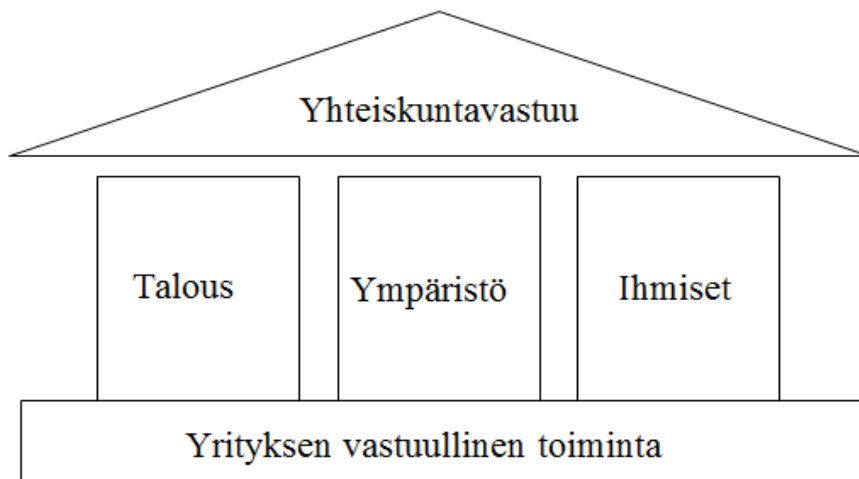 Yhteiskuntavastuu
Talous
Ympäristö
Ihmiset
Yrityksen vastuullinen toiminta